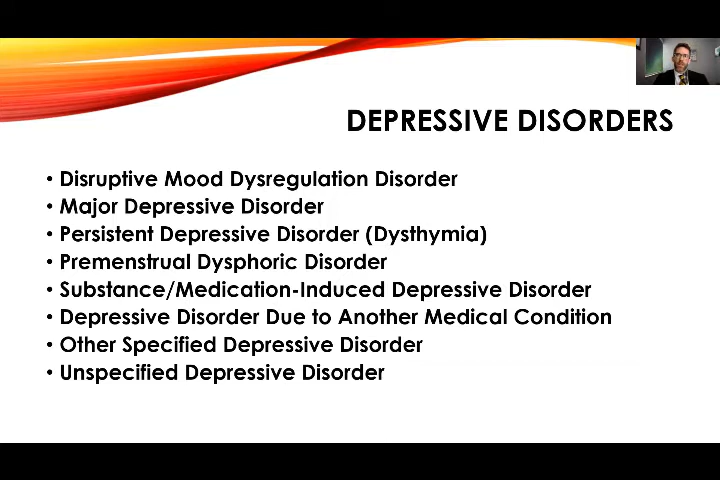 DEPRESSIVE DISORDERS
• Disruptive Mood Dysregulation Disorder
• Major Depressive Disorder
• Persistent Depressive Disorder (Dysthymia)
• Premenstrual Dysphoric Disorder
• Substance/Medication-Induced Depressive Disorder
• Depressive Disorder Due to Another Medical Condition
• Other Specified Depressive Disorder
• Unspecified Depressive Disorder